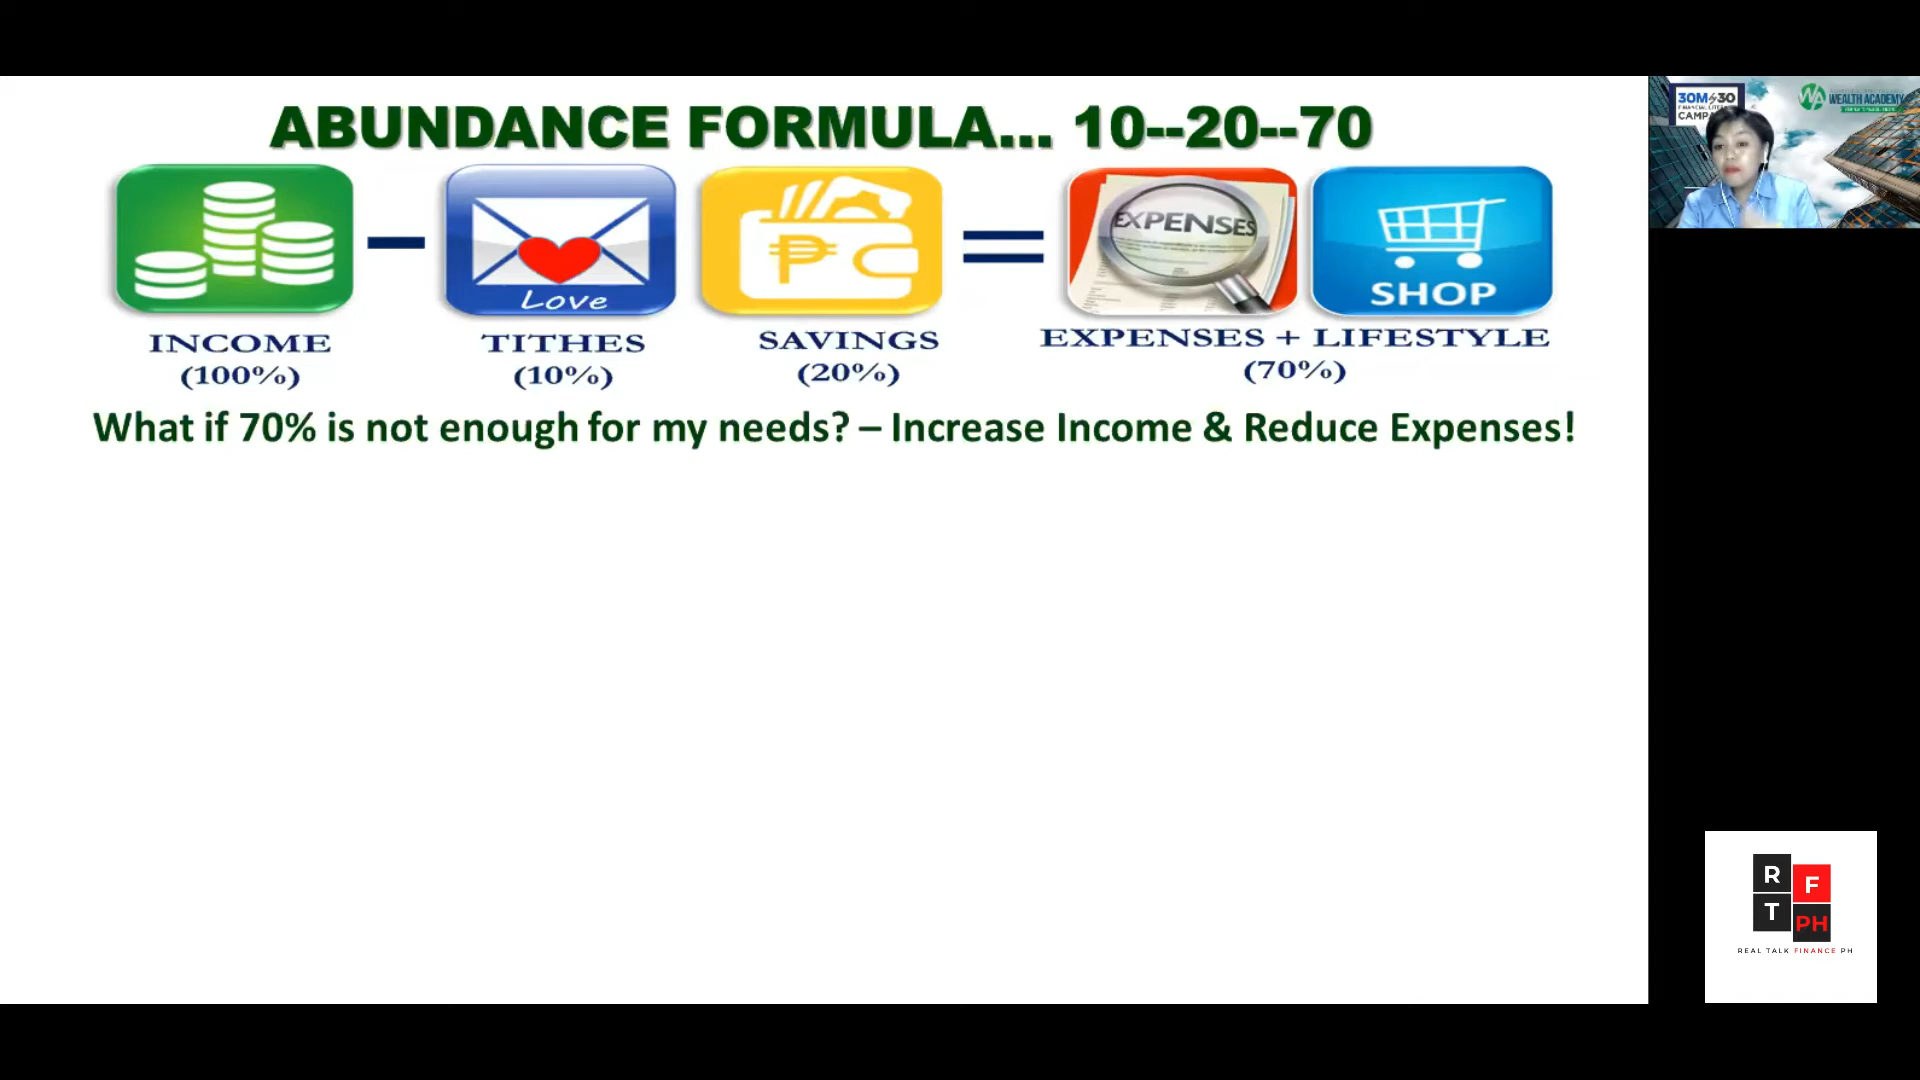 ABUNDANCE FORMULA... 10--20--70
Love
₱
EXPENSES
SHOP
INCOME
(100%)
TITHES
(10%)
SAVINGS
(20%)
EXPENSES + LIFESTYLE
(70%)
What if 70% is not enough for my needs? – Increase Income & Reduce Expenses!
30M by 30
WA
WEALTH ACADEMY
R
F
T
PH
REAL TALK FINANCE PH